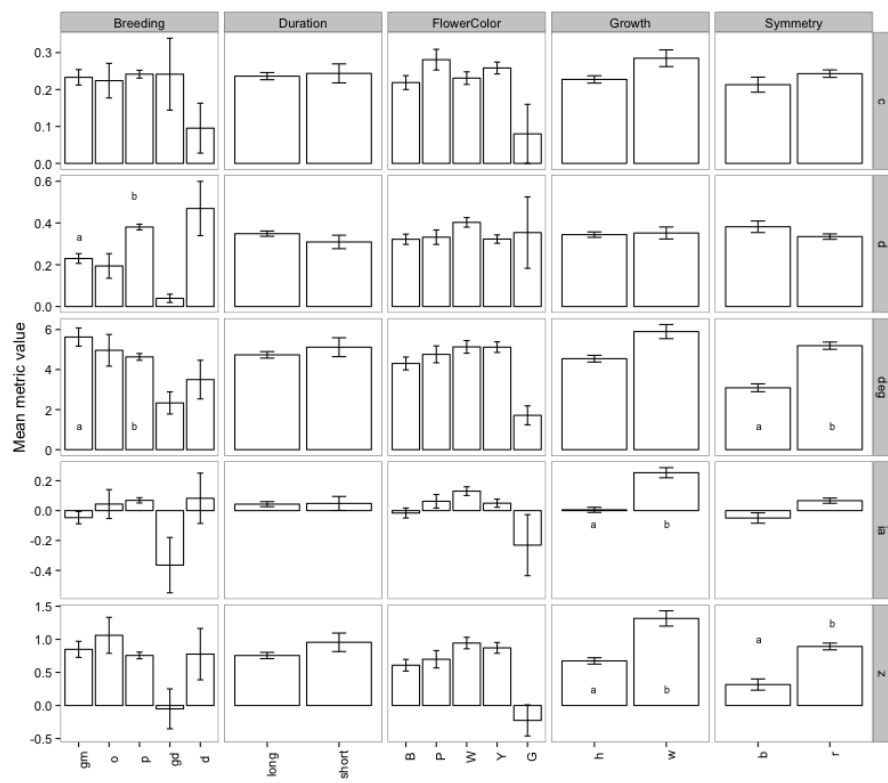 Breeding Duration FlowerColor Growth Symmetry
Mean metric value
0.3
0.2
0.1
0.0
c
0.6
0.4
0.2
0.0
a b
d
6
4
2
0
a b a b
deg
0.2
0.0
-0.2
-0.4
a b
ia
1.5
1.0
0.5
0.0
-0.5
a b a b
z
gm o p gd d long short B P W Y G h w b r